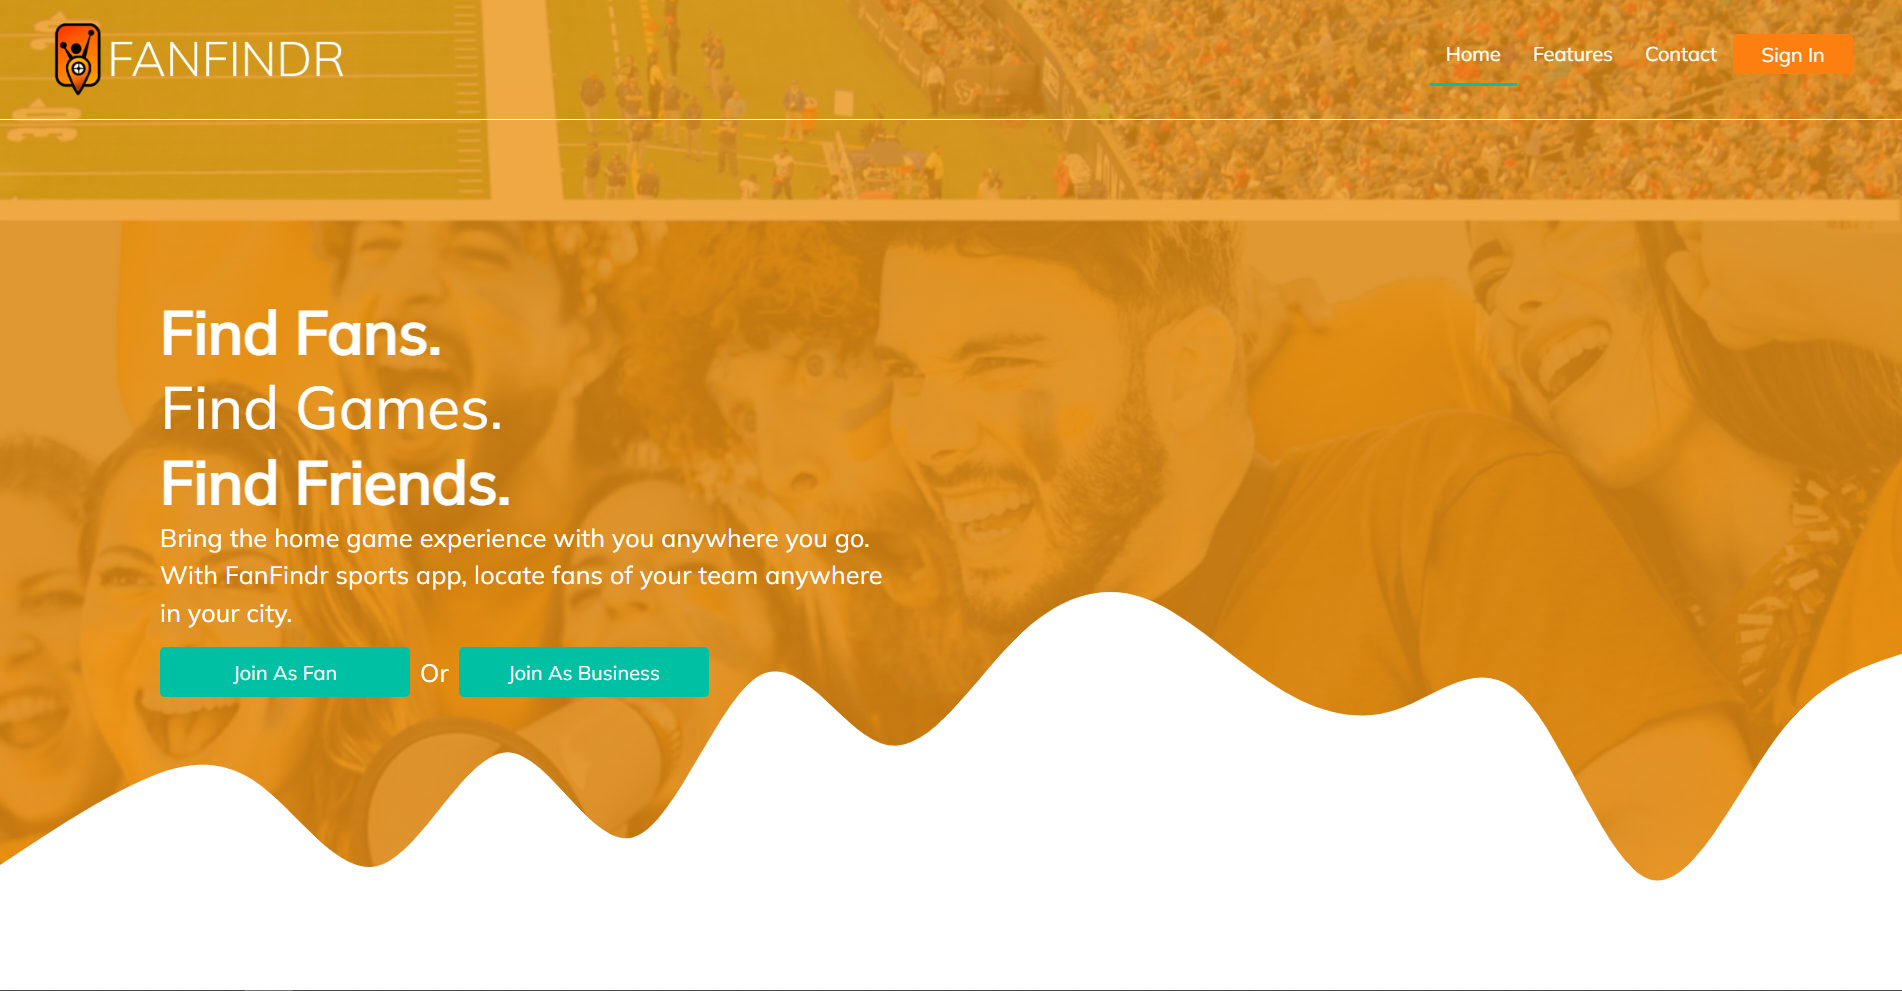 FANFINDR
Home Features Contact Sign In
Find Fans.
Find Games.
Find Friends.
Bring the home game experience with you anywhere you go.
With FanFindr sports app, locate fans of your team anywhere
in your city.
Join As Fan Or Join As Business